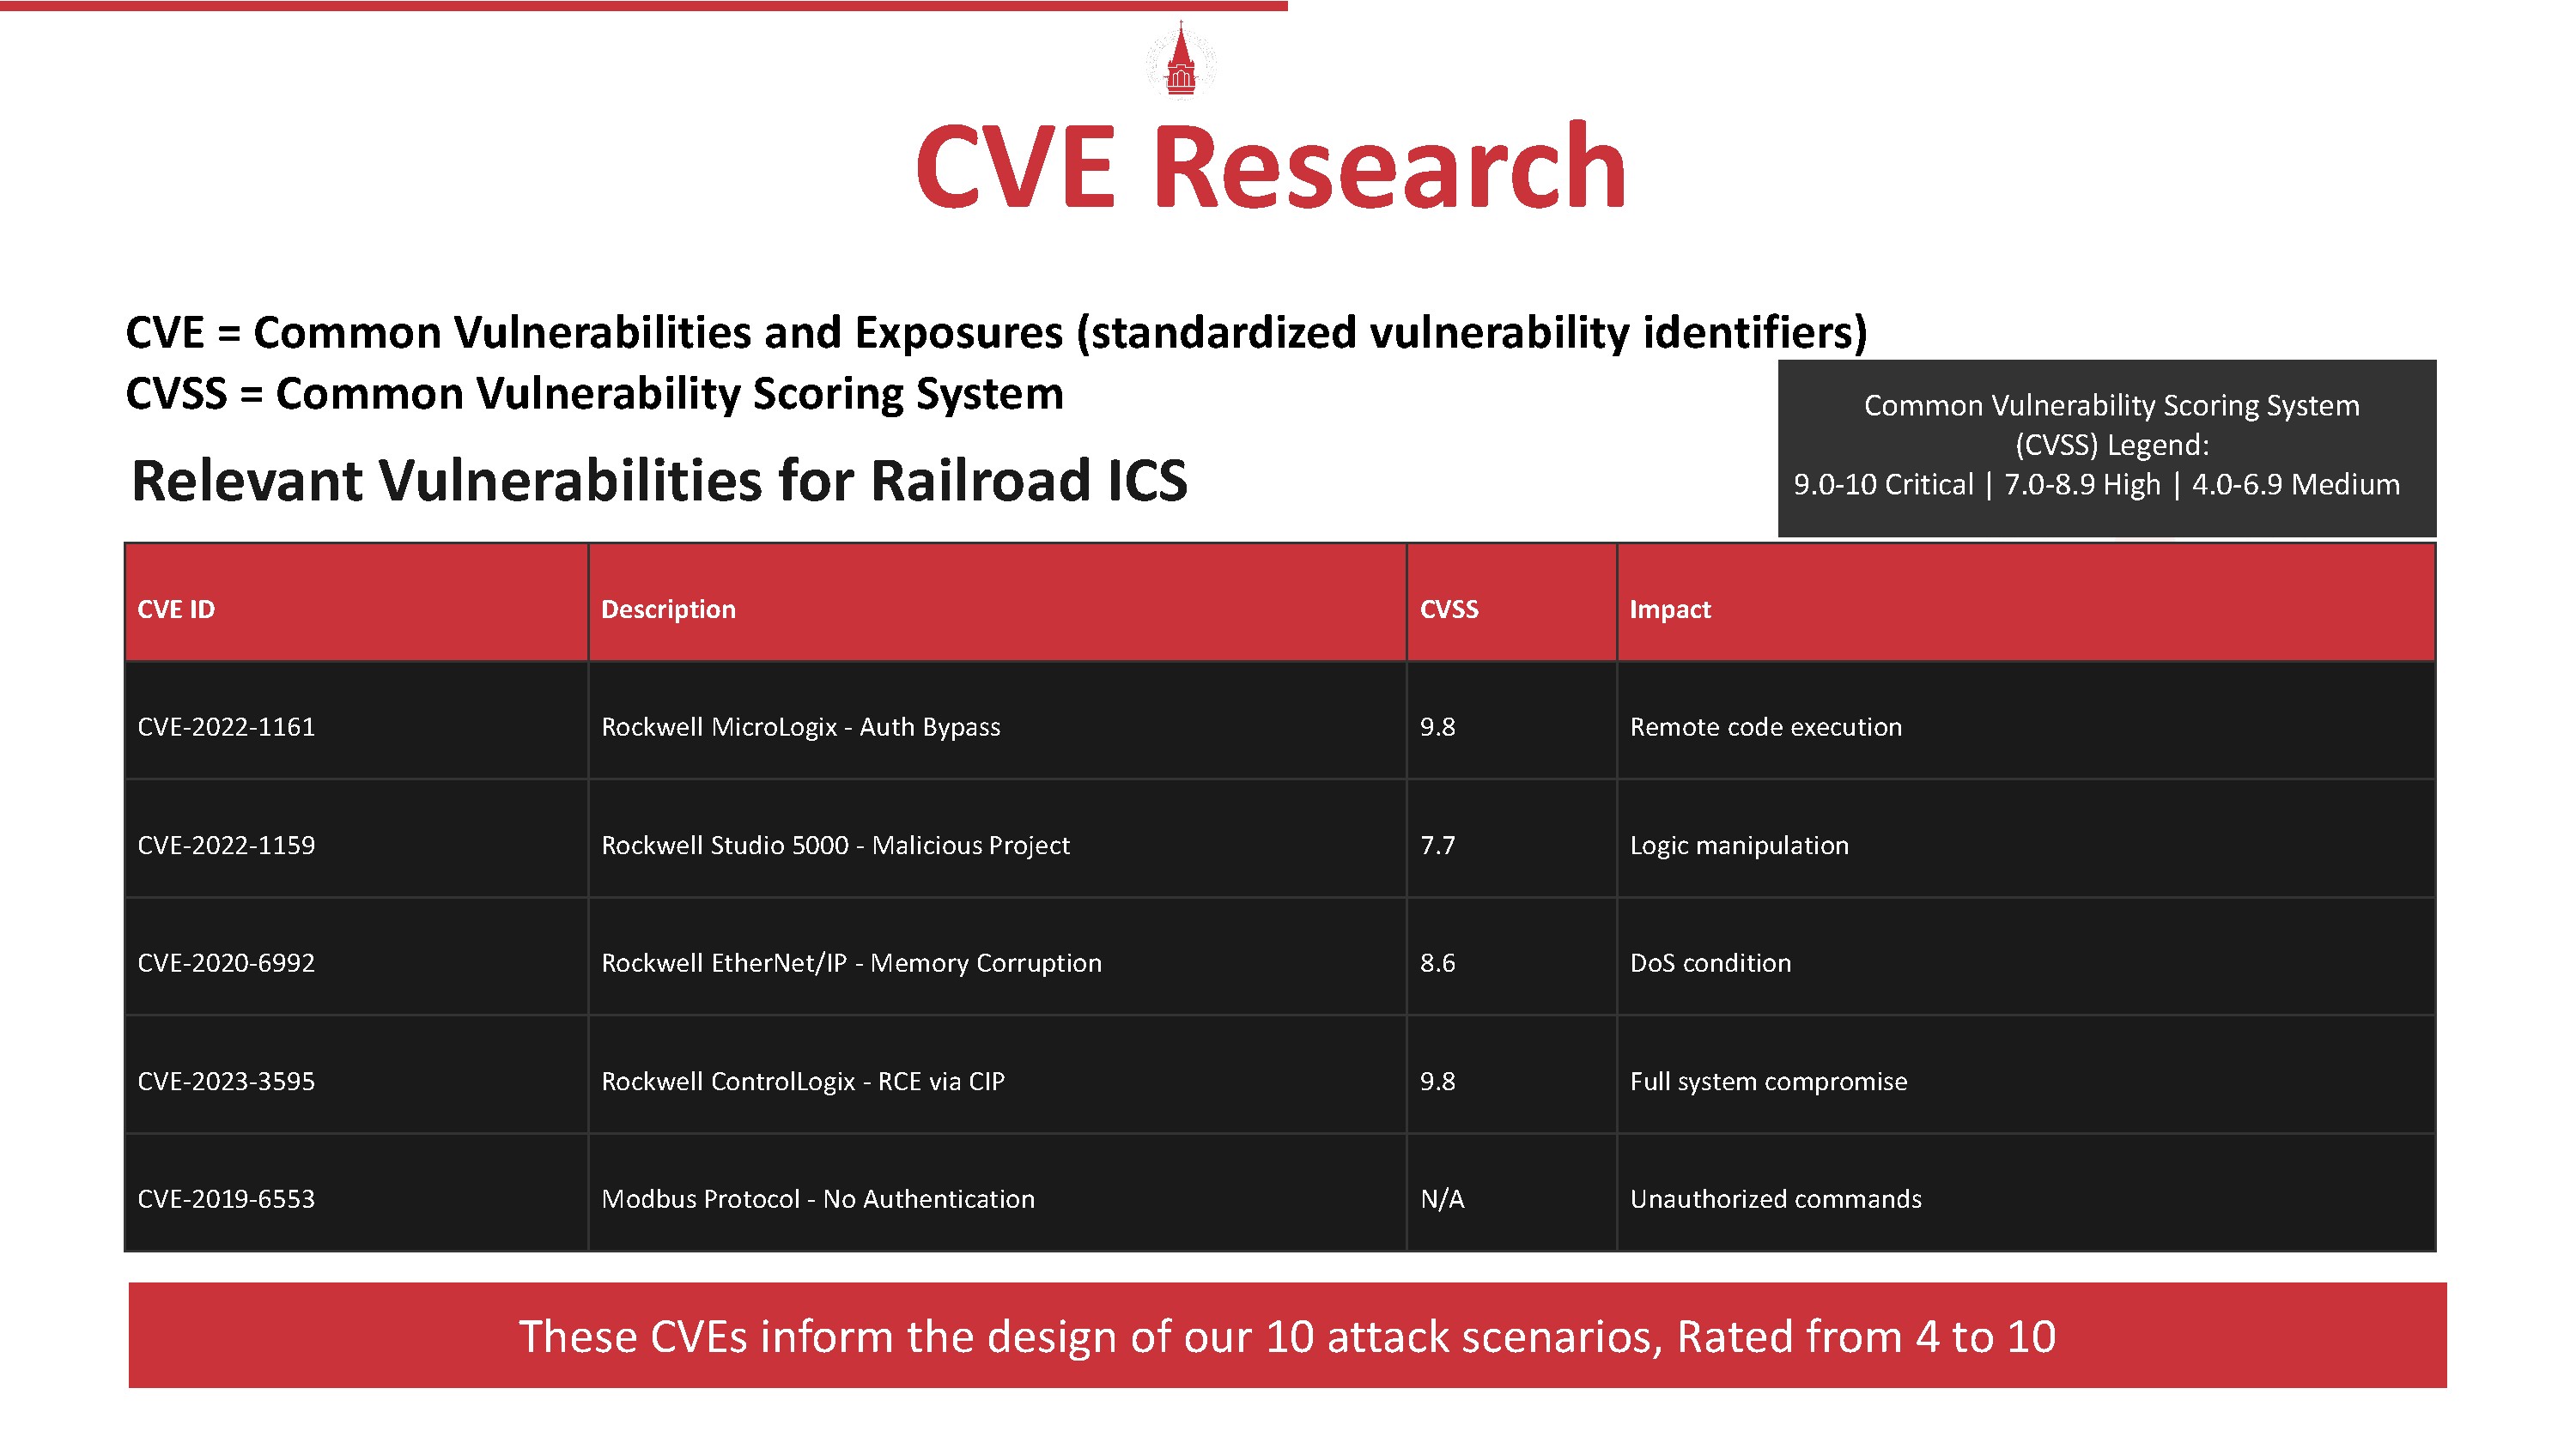 CVE Research
CVE = Common Vulnerabilities and Exposures (standardized vulnerability identifiers)
CVSS = Common Vulnerability Scoring System
Common Vulnerability Scoring System
(CVSS) Legend:
9.0-10 Critical | 7.0-8.9 High | 4.0-6.9 Medium
Relevant Vulnerabilities for Railroad ICS
CVE ID Description CVSS Impact
CVE-2022-1161 Rockwell MicroLogix - Auth Bypass 9.8 Remote code execution
CVE-2022-1159 Rockwell Studio 5000 - Malicious Project 7.7 Logic manipulation
CVE-2020-6992 Rockwell EtherNet/IP - Memory Corruption 8.6 DoS condition
CVE-2023-3595 Rockwell ControlLogix - RCE via CIP 9.8 Full system compromise
CVE-2019-6553 Modbus Protocol - No Authentication N/A Unauthorized commands
These CVEs inform the design of our 10 attack scenarios, Rated from 4 to 10